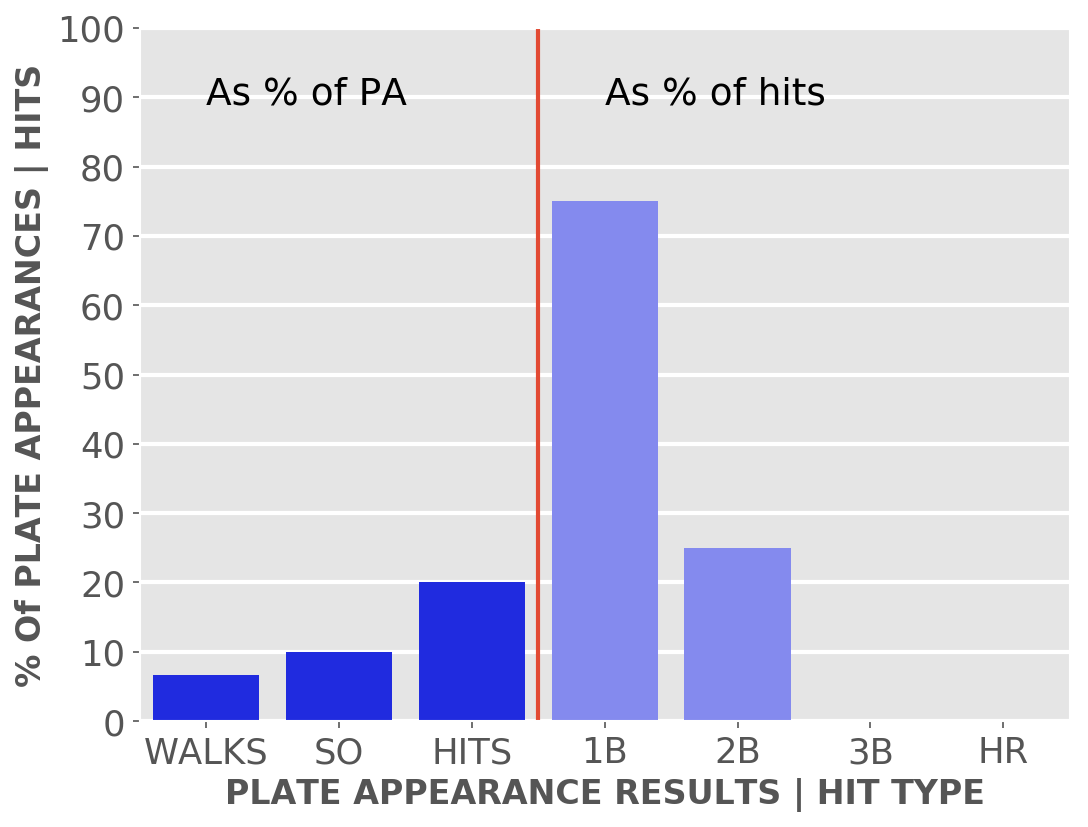 % Of PLATE APPEARANCES | HITS
100
90
80
70
60
50
40
30
20
10
0
As % of PA
As % of hits
WALKS SO HITS 1B 2B 3B HR
PLATE APPEARANCE RESULTS | HIT TYPE